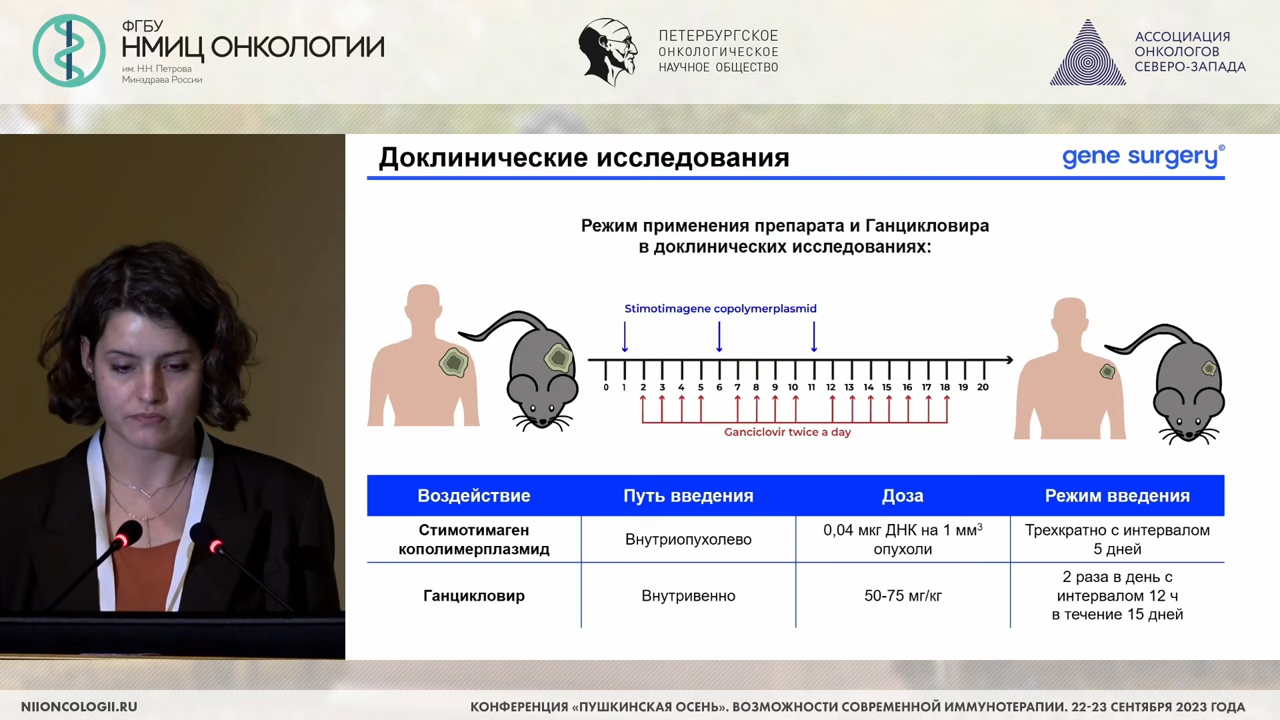 ФГБУ
НМИЦ ОНКОЛОГИИ
им. Н.Н. Петрова
Минздрава России
ПЕТЕРБУРГСКОЕ
ОНКОЛОГИЧЕСКОЕ
НАУЧНОЕ ОБЩЕСТВО
АССОЦИАЦИЯ
ОНКОЛОГОВ
СЕВЕРО-ЗАПАДА
Доклинические исследования
gene surgery©
Режим применения препарата и Ганцикловира
в доклинических исследованиях:
Stimotimagene copolymerplasmid
0 1 2 3 4 5 6 7 8 9 10 11 12 13 14 15 16 17 18 19 20
Ganciclovir twice a day
Воздействие Путь введения Доза Режим введения
Стимотимаген
кополимерплазмид
Внутриопухолево
0,04 мкг ДНК на 1 мм³
опухоли
Трехкратно с интервалом
5 дней
Ганцикловир
Внутривенно
50-75 мг/кг
2 раза в день с
интервалом 12 ч
в течение 15 дней
NIIONCOLOGII.RU
КОНФЕРЕНЦИЯ «ПУШКИНСКАЯ ОСЕНЬ». ВОЗМОЖНОСТИ СОВРЕМЕННОЙ ИММУНОТЕРАПИИ. 22-23 СЕНТЯБРЯ 2023 ГОДА